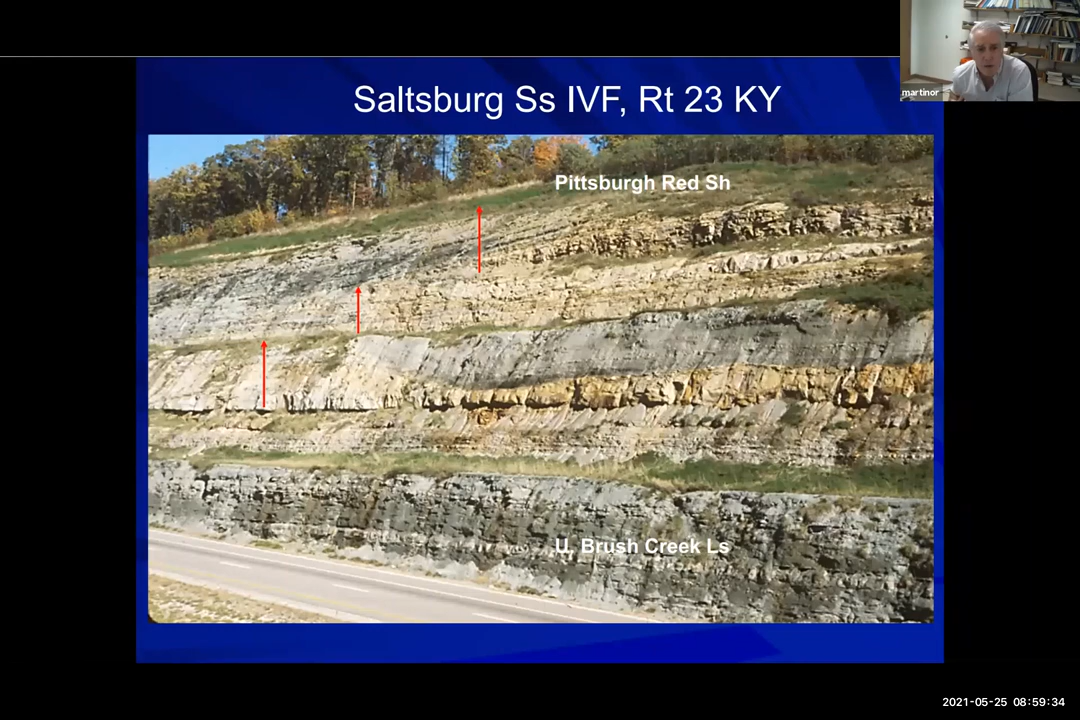 Saltsburg Ss IVF, Rt 23 KY
martinor
Pittsburgh Red Sh
U. Brush Creek Ls
2021-05-25 08:59:34